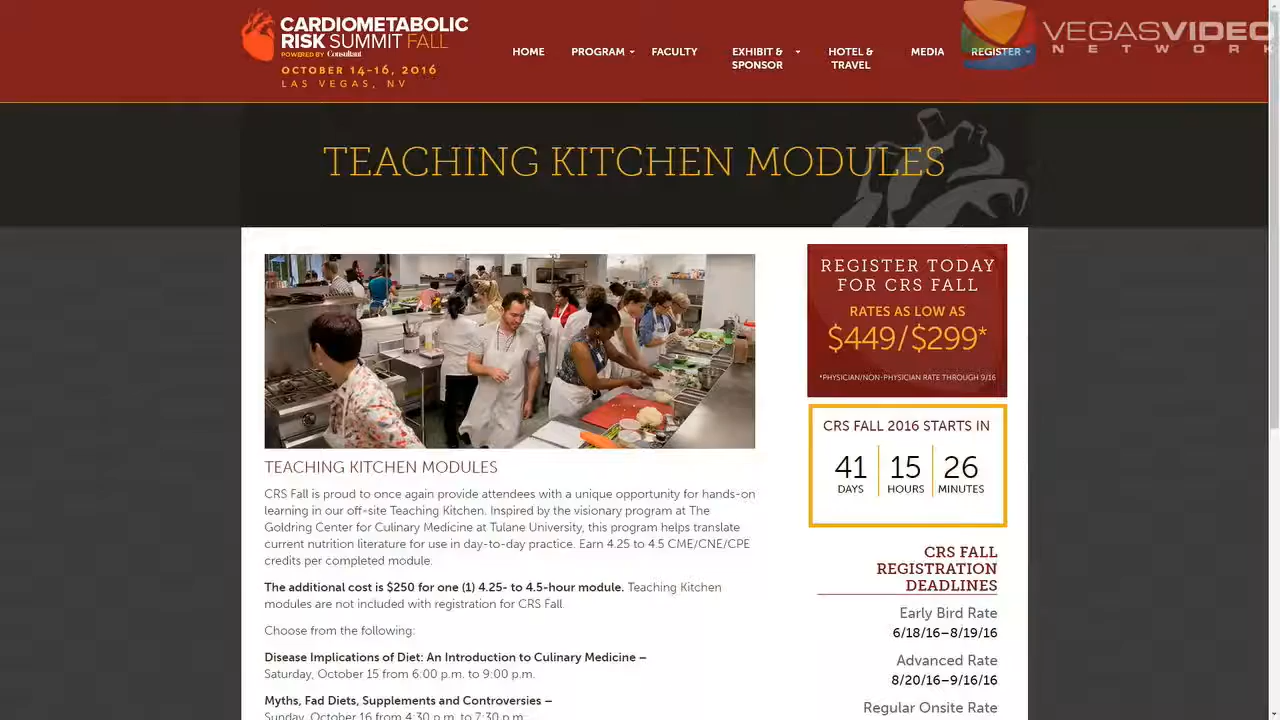 CARDIOMETABOLIC
RISK SUMMIT FALL
POWERED BY Consultant
OCTOBER 14-16, 2016
LAS VEGAS, NV
HOME
PROGRAM
FACULTY
EXHIBIT &
SPONSOR
HOTEL &
TRAVEL
MEDIA
REGISTER
VEGASVIDEO
NETWORK
TEACHING KITCHEN MODULES
TEACHING KITCHEN MODULES
CRS Fall is proud to once again provide attendees with a unique opportunity for hands-on
learning in our off-site Teaching Kitchen. Inspired by the visionary program at The
Goldring Center for Culinary Medicine at Tulane University, this program helps translate
current nutrition literature for use in day-to-day practice. Earn 4.25 to 4.5 CME/CNE/CPE
credits per completed module.
The additional cost is $250 for one (1) 4.25- to 4.5-hour module. Teaching Kitchen
modules are not included with registration for CRS Fall.
Choose from the following:
Disease Implications of Diet: An Introduction to Culinary Medicine –
Saturday, October 15 from 6:00 p.m. to 9:00 p.m.
Myths, Fad Diets, Supplements and Controversies –
Sunday, October 16 from 4:30 p.m. to 7:30 p.m.
REGISTER TODAY
FOR CRS FALL
RATES AS LOW AS
$449/$299*
*PHYSICIAN/NON-PHYSICIAN RATE THROUGH 9/16
CRS FALL 2016 STARTS IN
41 15 26
DAYS HOURS MINUTES
CRS FALL
REGISTRATION
DEADLINES
Early Bird Rate
6/18/16–8/19/16
Advanced Rate
8/20/16–9/16/16
Regular Onsite Rate